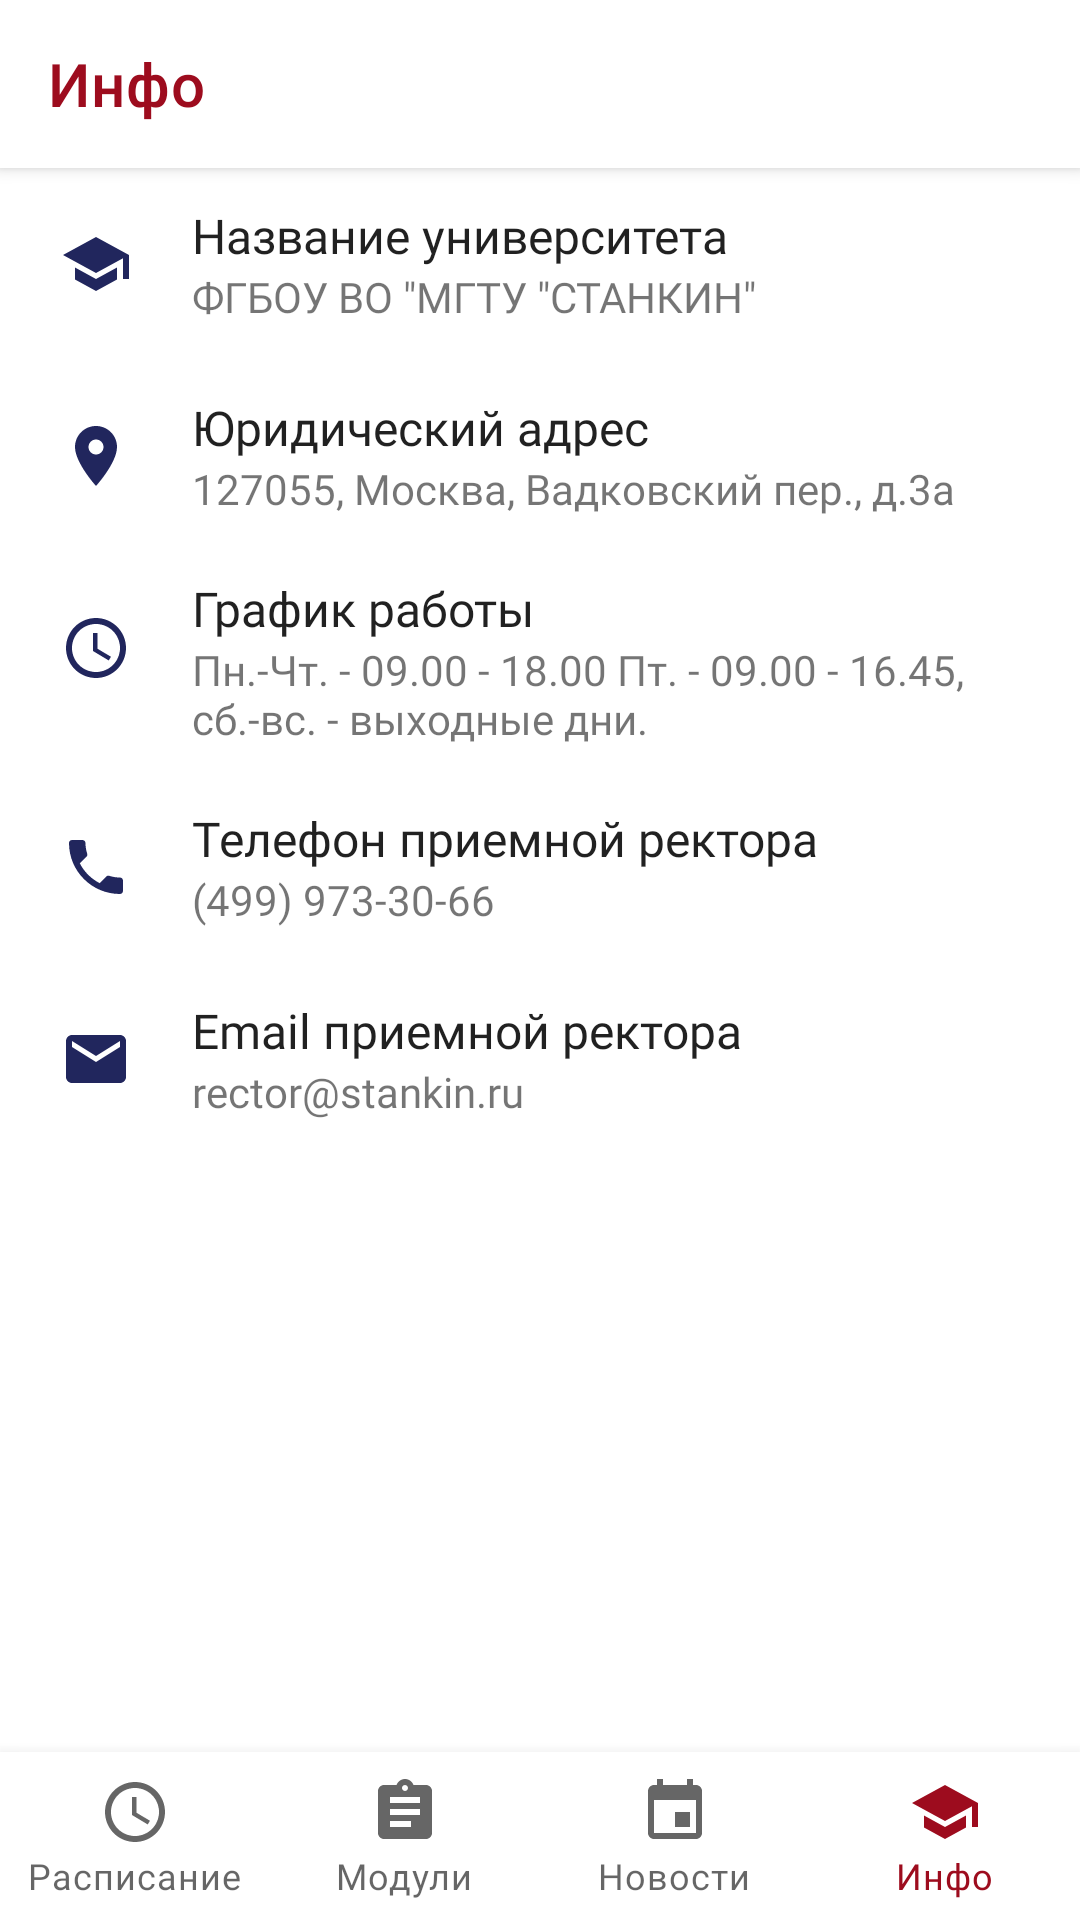 Инфо
Название университета
ФГБОУ ВО "МГТУ "СТАНКИН"
Юридический адрес
127055, Москва, Вадковский пер., д.3а
График работы
Пн.-Чт. - 09.00 - 18.00 Пт. - 09.00 - 16.45,
сб.-вс. - выходные дни.
Телефон приемной ректора
(499) 973-30-66
Email приемной ректора
rector@stankin.ru
Расписание
Модули
Новости
Инфо